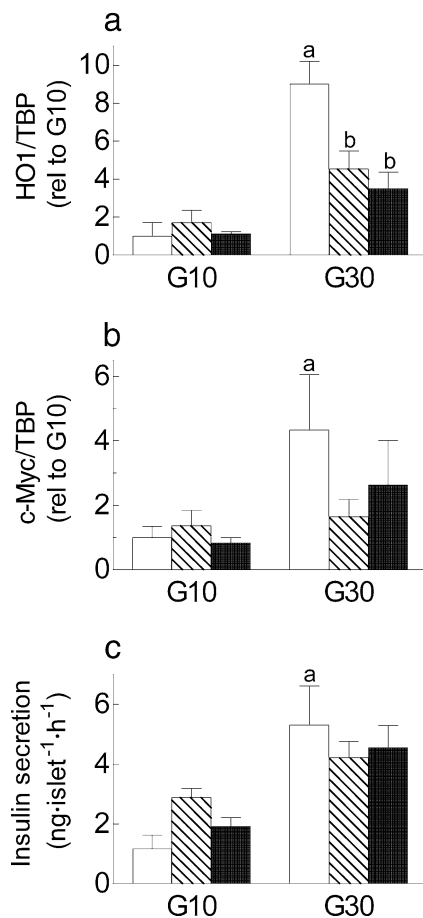 a
HO1/TBP
(rel to G10)
10
8
6
4
2
0
a
b
b
G10
G30
b
c-Myc/TBP
(rel to G10)
6
4
2
0
a
G10
G30
c
Insulin secretion
(ng·islet⁻¹·h⁻¹)
6
4
2
0
a
G10
G30